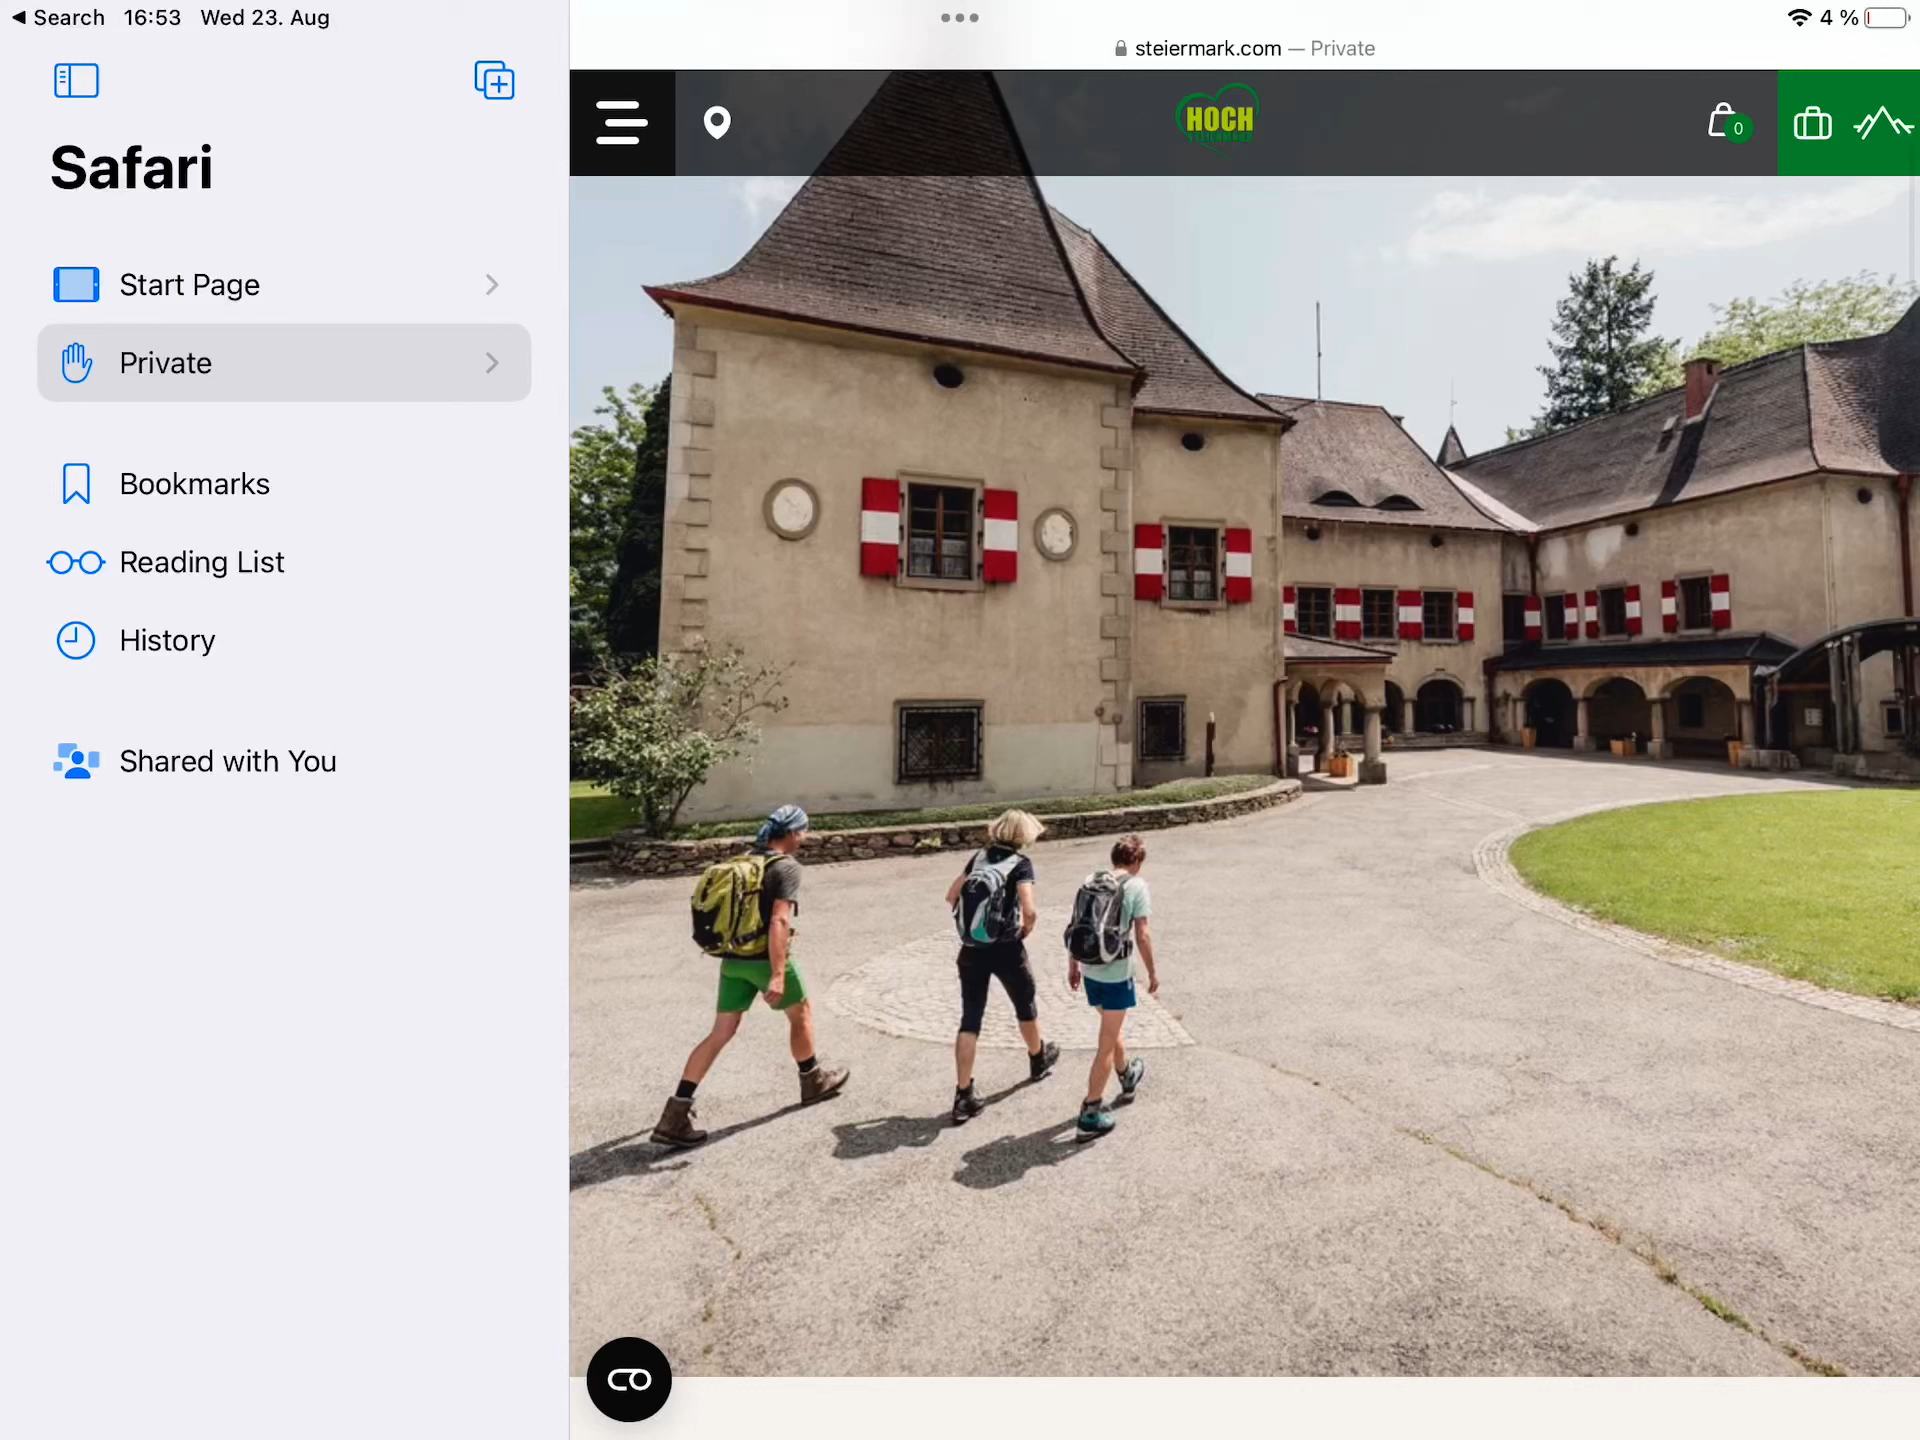 Search 16:53 Wed 23. Aug
4 %
steiermark.com — Private
HOCH
STEIERMARK
0
Safari
Start Page
Private
Bookmarks
Reading List
History
Shared with You